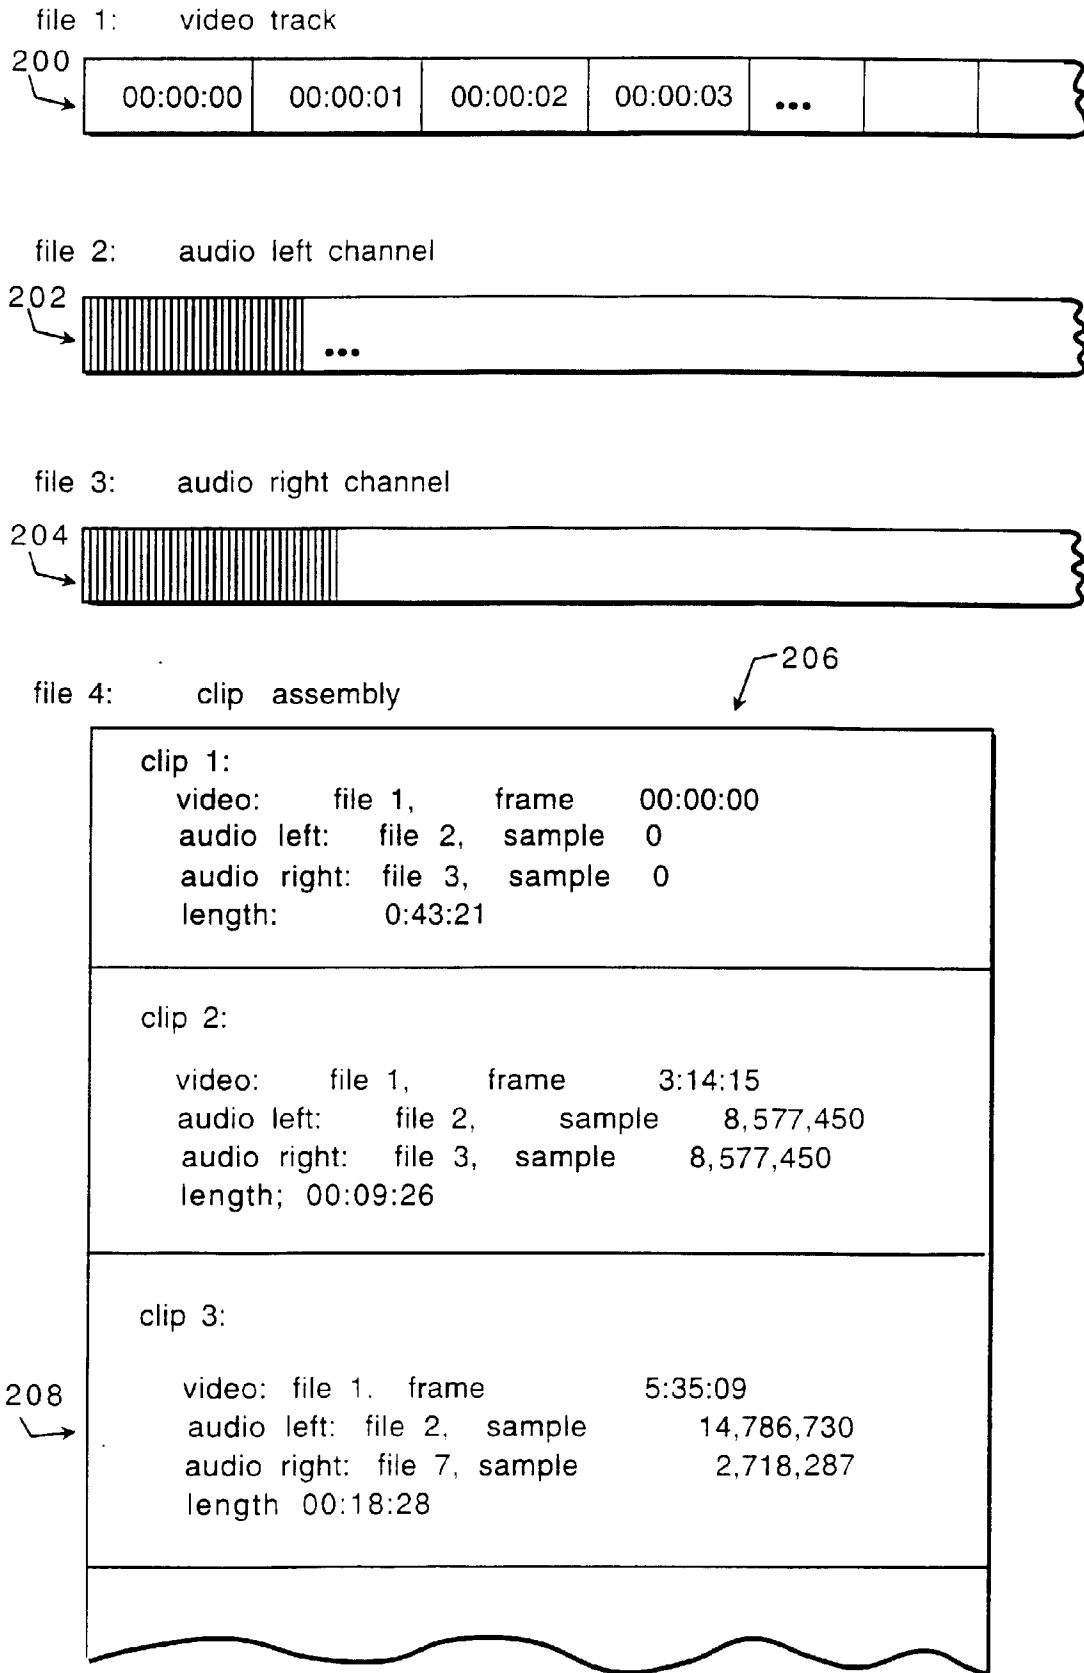 file 1: video track
200
00:00:00 00:00:01 00:00:02 00:00:03 ...
file 2: audio left channel
202
...
file 3: audio right channel
204
206
file 4: clip assembly
clip 1:
video: file 1, frame 00:00:00
audio left: file 2, sample 0
audio right: file 3, sample 0
length: 0:43:21
clip 2:
video: file 1, frame 3:14:15
audio left: file 2, sample 8,577,450
audio right: file 3, sample 8,577,450
length; 00:09:26
clip 3:
208
video: file 1. frame 5:35:09
audio left: file 2, sample 14,786,730
audio right: file 7, sample 2,718,287
length 00:18:28